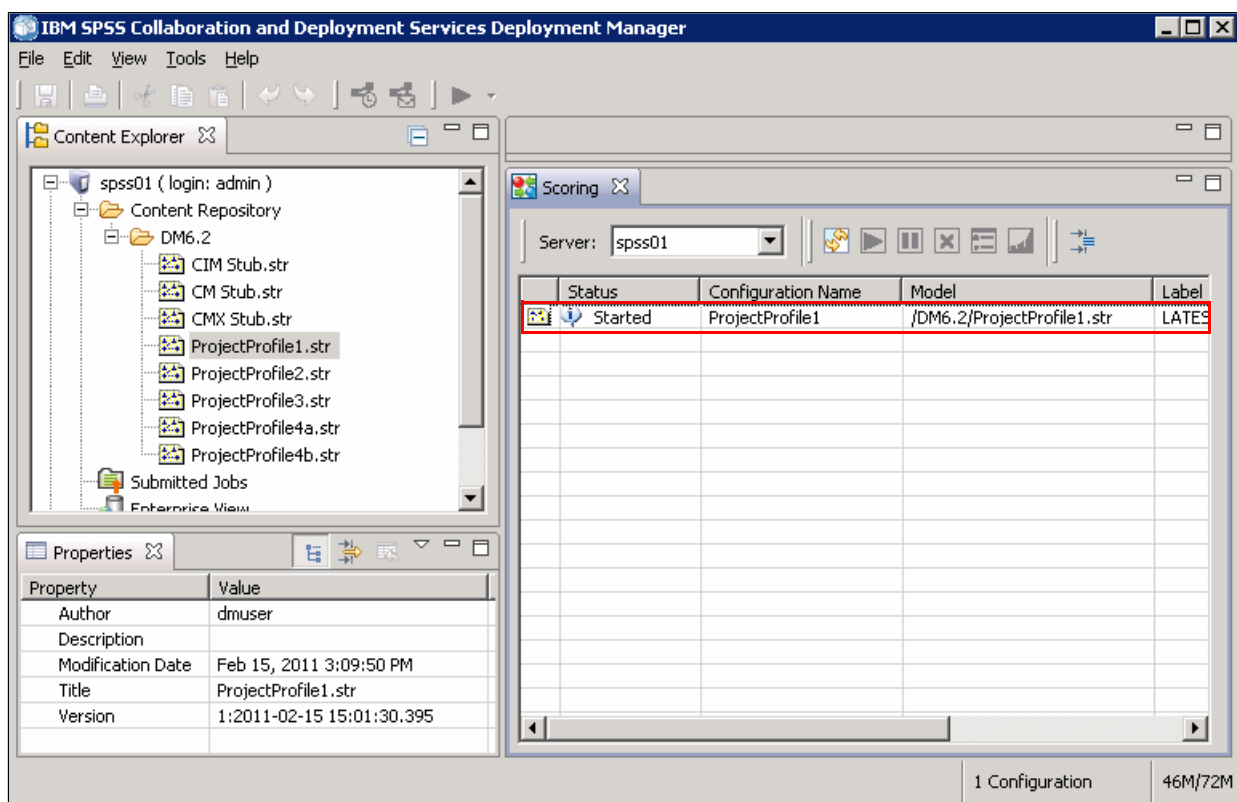 IBM SPSS Collaboration and Deployment Services Deployment Manager
File Edit View Tools Help
Content Explorer
spss01 ( login: admin )
Content Repository
DM6.2
CIM Stub.str
CM Stub.str
CMX Stub.str
ProjectProfile1.str
ProjectProfile2.str
ProjectProfile3.str
ProjectProfile4a.str
ProjectProfile4b.str
Submitted Jobs
Enterprise View
Properties
Property Value
Author dmuser
Description
Modification Date Feb 15, 2011 3:09:50 PM
Title ProjectProfile1.str
Version 1:2011-02-15 15:01:30.395
Scoring
Server: spss01
Status Configuration Name Model Label
Started ProjectProfile1 /DM6.2/ProjectProfile1.str LATES
1 Configuration 46M/72M